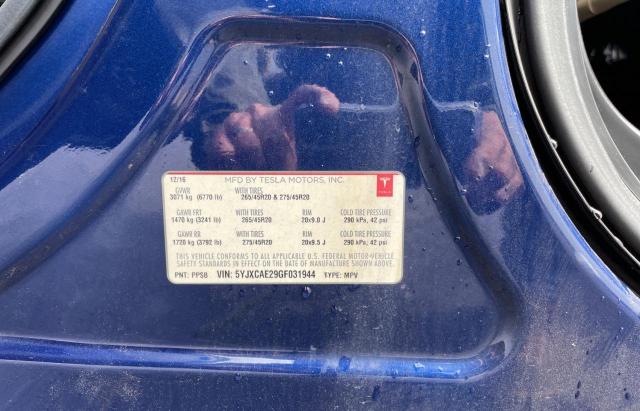 12/16 MFD BY TESLA MOTORS, INC.
GVWR WITH TIRES
3071 kg (6770 lb) 265/45R20 & 275/45R20
GAWR FRT WITH TIRES RIM COLD TIRE PRESSURE
1470 kg (3241 lb) 265/45R20 20x9.0 J 290 kPa, 42 psi
GAWR RR WITH TIRES RIM COLD TIRE PRESSURE
1720 kg (3792 lb) 275/45R20 20x9.5 J 290 kPa, 42 psi
THIS VEHICLE CONFORMS TO ALL APPLICABLE U.S. FEDERAL MOTOR-VEHICLE
SAFETY STANDARDS IN EFFECT ON THE DATE OF MANUFACTURE SHOWN ABOVE.
PNT: PPSB VIN: 5YJXCAE29GF031944 TYPE: MPV